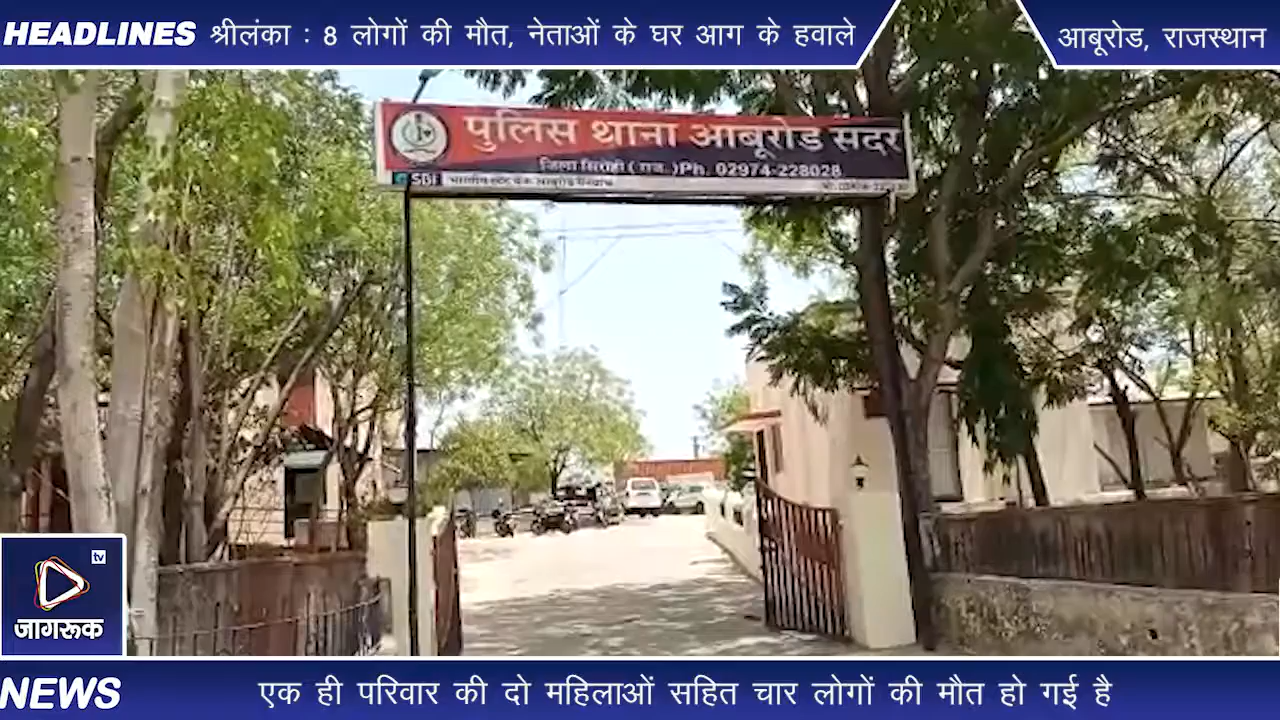 HEADLINES श्रीलंका : 8 लोगों की मौत, नेताओं के घर आग के हवाले
आबूरोड, राजस्थान
पुलिस थाना आबूरोड सदर
जिला सिरोही ( राज. ) Ph. 02974-228028
SBI
tv
जागरूक
NEWS एक ही परिवार की दो महिलाओं सहित चार लोगों की मौत हो गई है